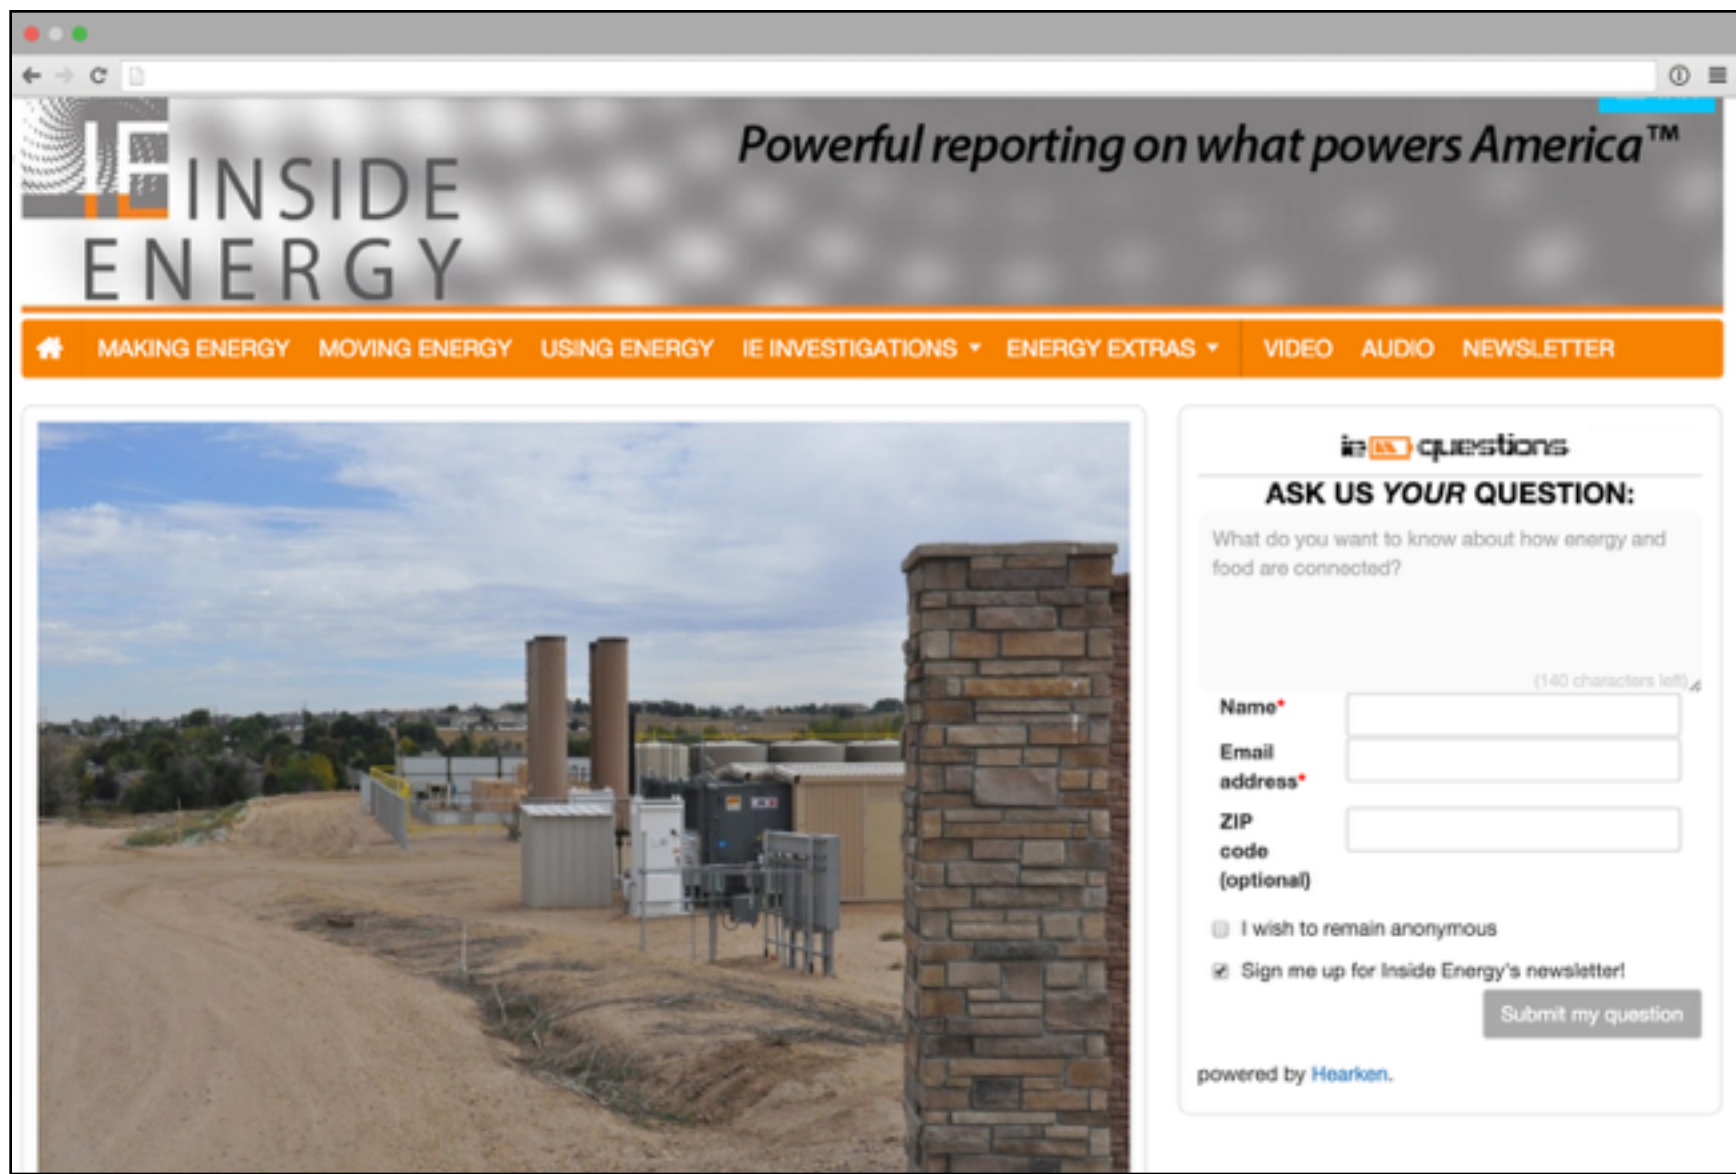 IE INSIDE
ENERGY
Powerful reporting on what powers America™
MAKING ENERGY MOVING ENERGY USING ENERGY IE INVESTIGATIONS ENERGY EXTRAS VIDEO AUDIO NEWSLETTER
ie questions
ASK US YOUR QUESTION:
What do you want to know about how energy and
food are connected?
(140 characters left)
Name*
Email
address*
ZIP
code
(optional)
I wish to remain anonymous
Sign me up for Inside Energy's newsletter!
Submit my question
powered by Hearken.